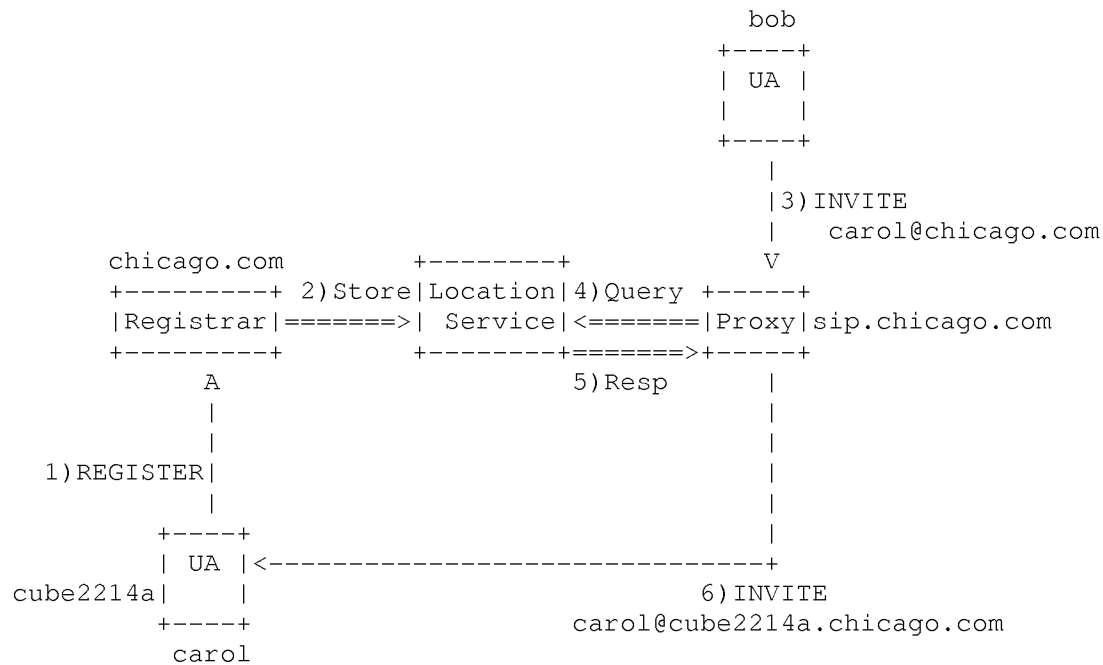 bob
                                               +----+
                                               | UA |
                                               |    |
                                               +----+
                                                  |
                                                  |3)INVITE
                                                  |   carol@chicago.com
       chicago.com        +--------+              V
       +---------+ 2)Store|Location|4)Query +-----+
       |Registrar|=======>| Service|<=======|Proxy|sip.chicago.com
       +---------+        +--------+=======>+-----+
             A                      5)Resp      |
             |                                  |
             |                                  |
   1)REGISTER|                                  |
             |                                  |
          +----+                                |
          | UA |<-------------------------------+
 cube2214a|    |                            6)INVITE
          +----+                    carol@cube2214a.chicago.com
           carol